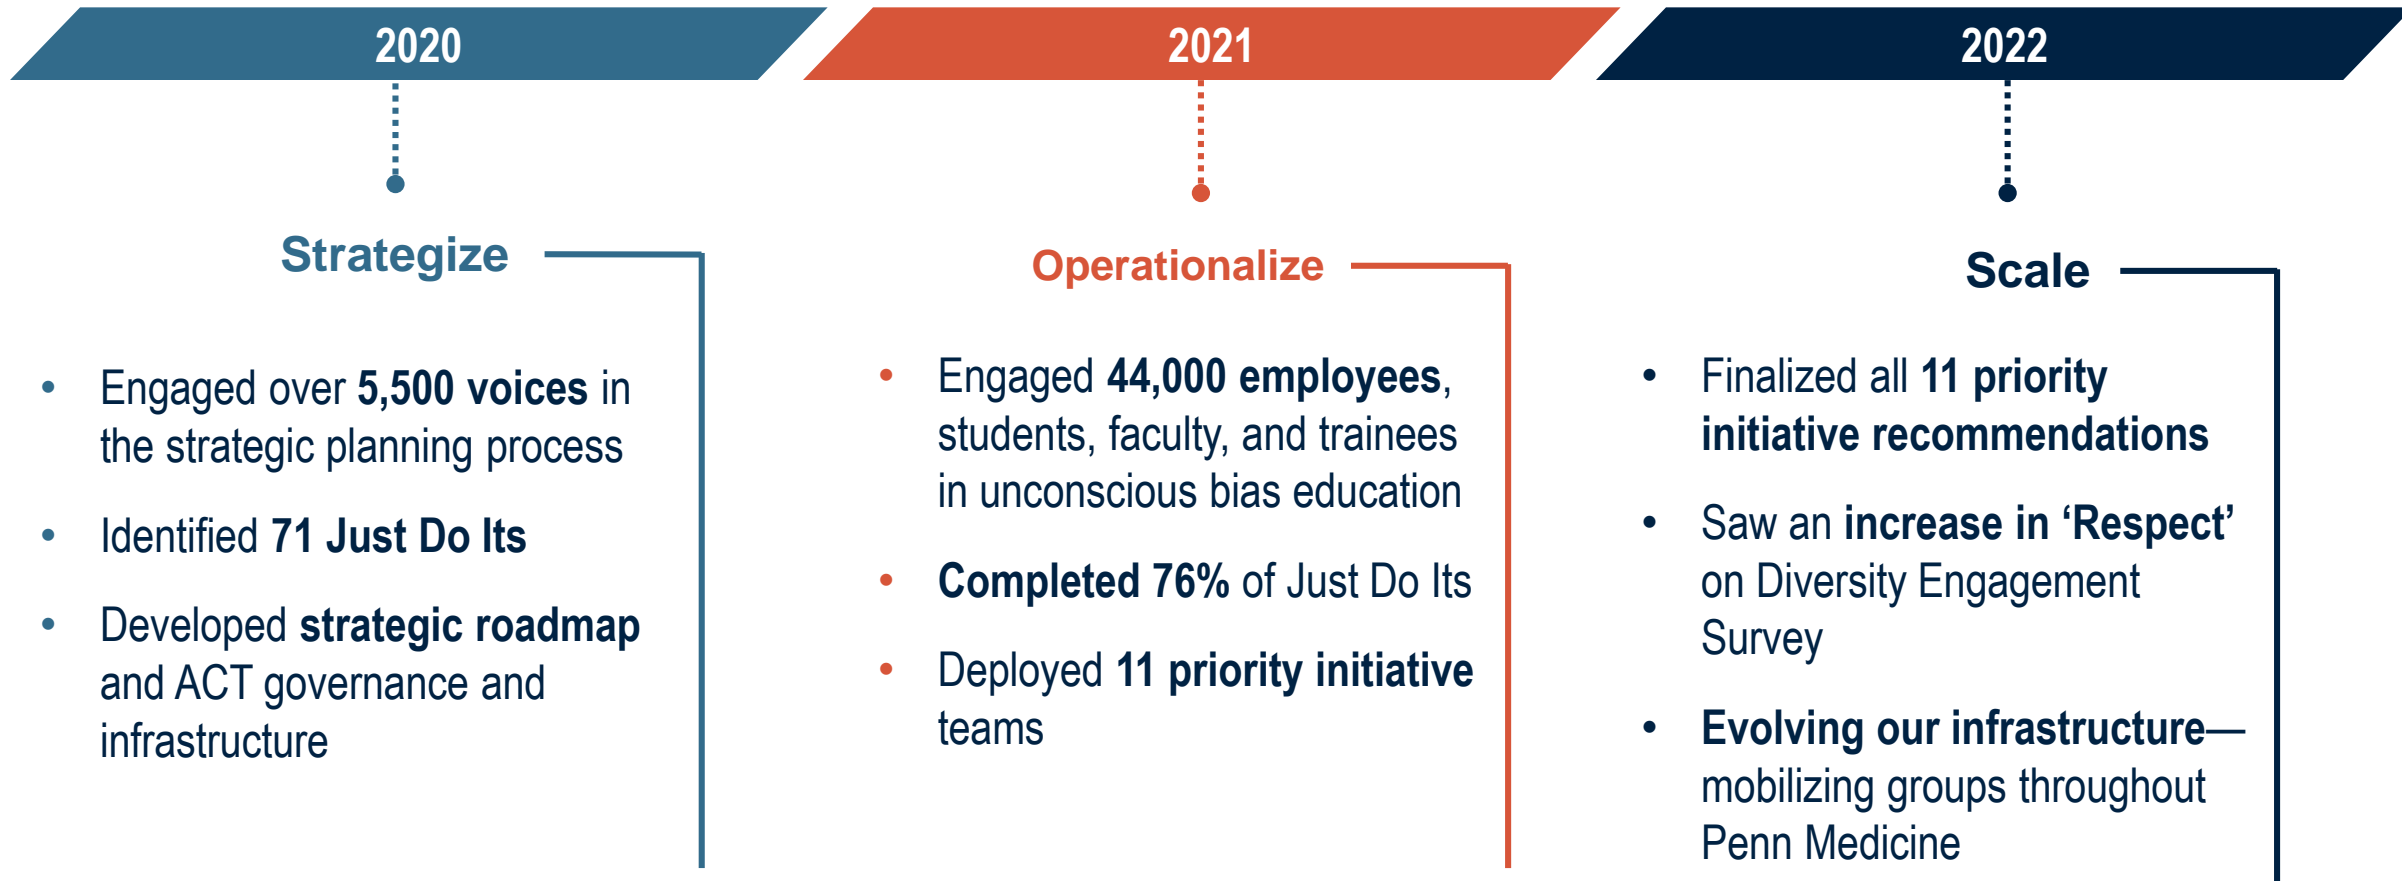 2020
Strategize
• Engaged over 5,500 voices in
the strategic planning process
• Identified 71 Just Do Its
• Developed strategic roadmap
and ACT governance and
infrastructure
2021
Operationalize
• Engaged 44,000 employees,
students, faculty, and trainees
in unconscious bias education
• Completed 76% of Just Do Its
• Deployed 11 priority initiative
teams
2022
Scale
• Finalized all 11 priority
initiative recommendations
• Saw an increase in ‘Respect’
on Diversity Engagement
Survey
• Evolving our infrastructure—
mobilizing groups throughout
Penn Medicine